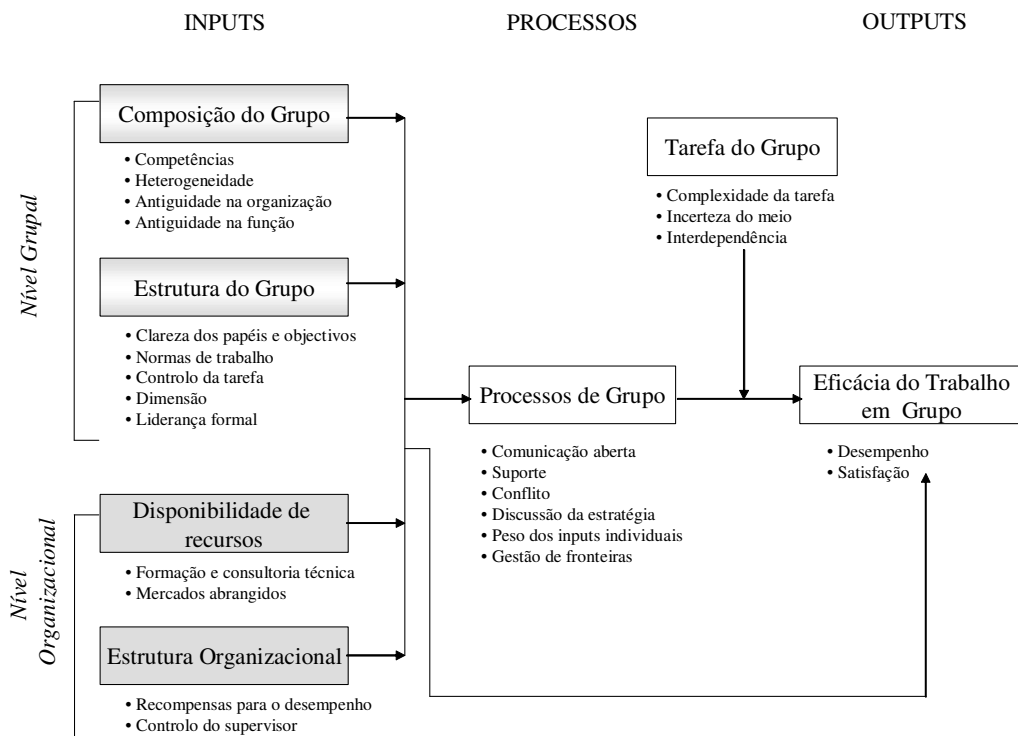 INPUTS
PROCESSOS
OUTPUTS
Nível Grupal
Composição do Grupo
• Competências
• Heterogeneidade
• Antiguidade na organização
• Antiguidade na função
Estrutura do Grupo
• Clareza dos papéis e objectivos
• Normas de trabalho
• Controlo da tarefa
• Dimensão
• Liderança formal
Nível
Organizacional
Disponibilidade de
recursos
• Formação e consultoria técnica
• Mercados abrangidos
Estrutura Organizacional
• Recompensas para o desempenho
• Controlo do supervisor
Processos de Grupo
• Comunicação aberta
• Suporte
• Conflito
• Discussão da estratégia
• Peso dos inputs individuais
• Gestão de fronteiras
Tarefa do Grupo
• Complexidade da tarefa
• Incerteza do meio
• Interdependência
Eficácia do Trabalho
em Grupo
• Desempenho
• Satisfação